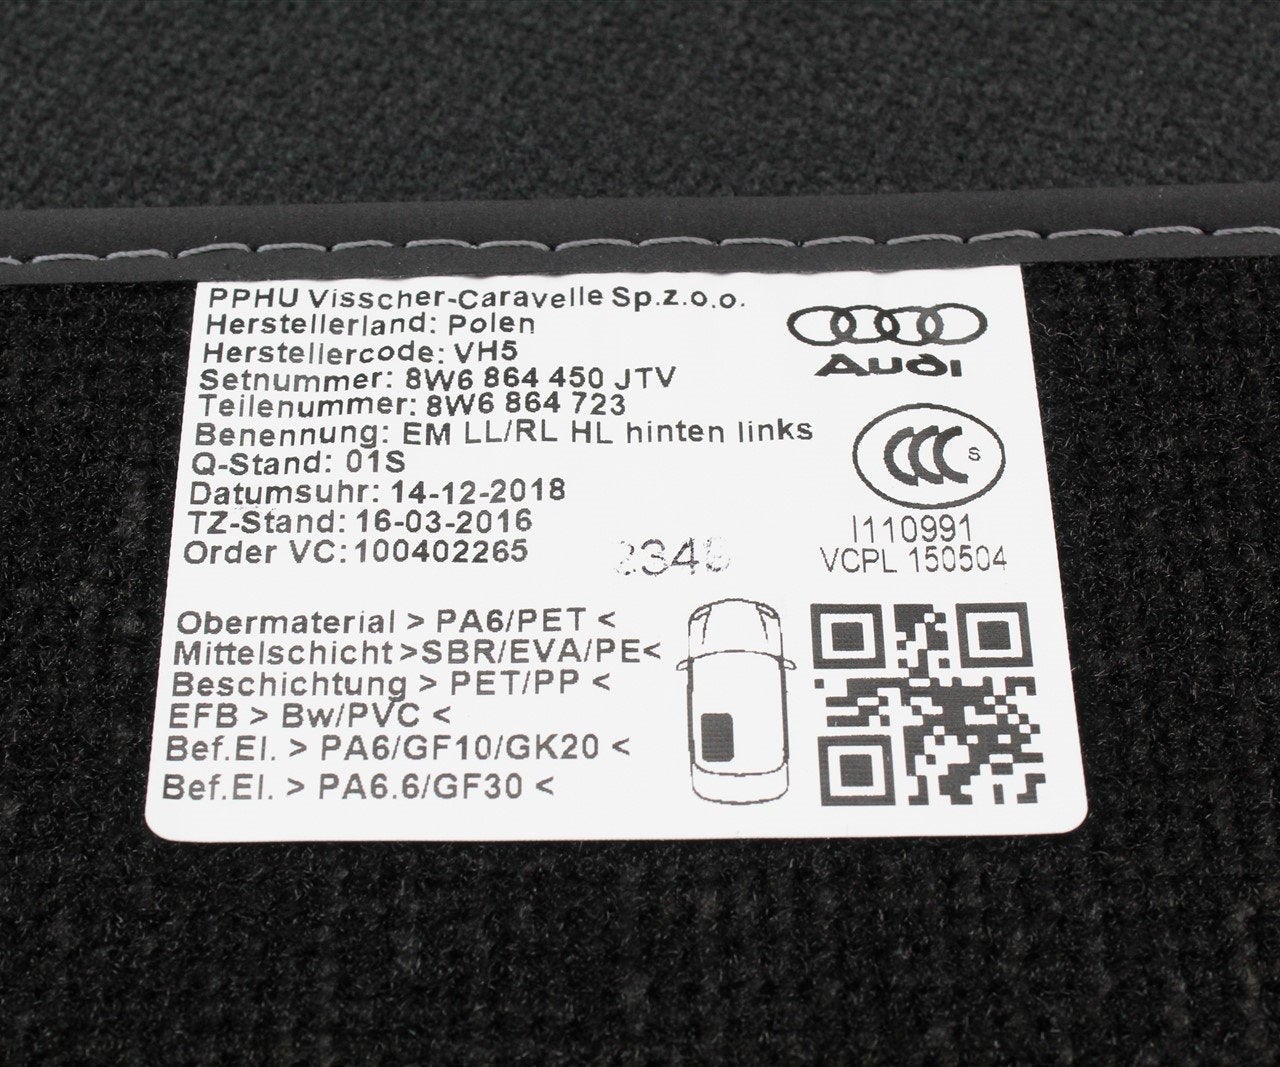 PPHU Visscher-Caravelle Sp.z.o.o.
Herstellerland: Polen
Herstellercode: VH5
Setnummer: 8W6 864 450 JTV
Teilenummer: 8W6 864 723
Benennung: EM LL/RL HL hinten links
Q-Stand: 01S
Datumsuhr: 14-12-2018
TZ-Stand: 16-03-2016
Order VC: 100402265
Audi
CCC S
I110991
VCPL 150504
Obermaterial > PA6/PET <
Mittelschicht >SBR/EVA/PE<
Beschichtung > PET/PP <
EFB > Bw/PVC <
Bef.El. > PA6/GF10/GK20 <
Bef.El. > PA6.6/GF30 <